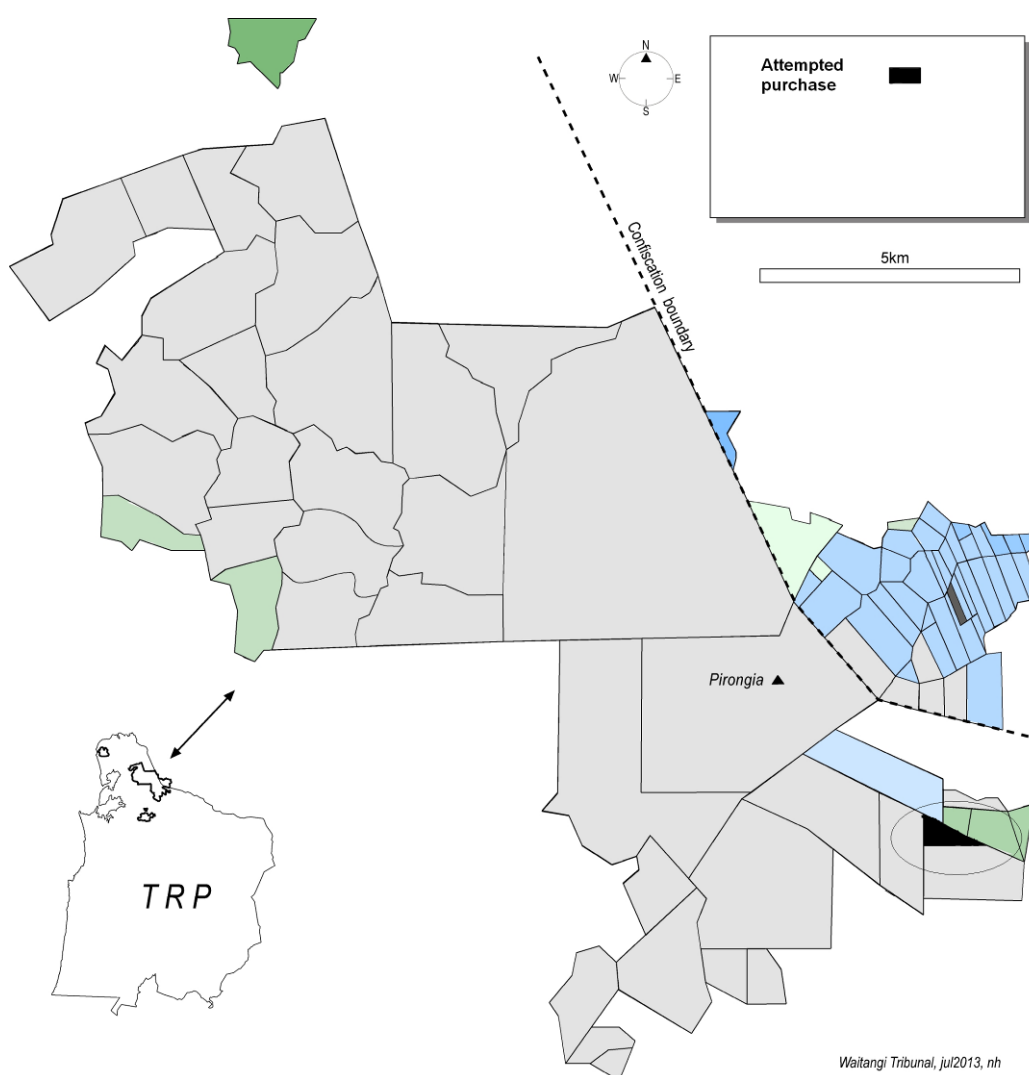 N
W
E
S
Attempted
purchase
5km
Confiscation boundary
Pirongia
TRP
Waitangi Tribunal, jul2013, nh